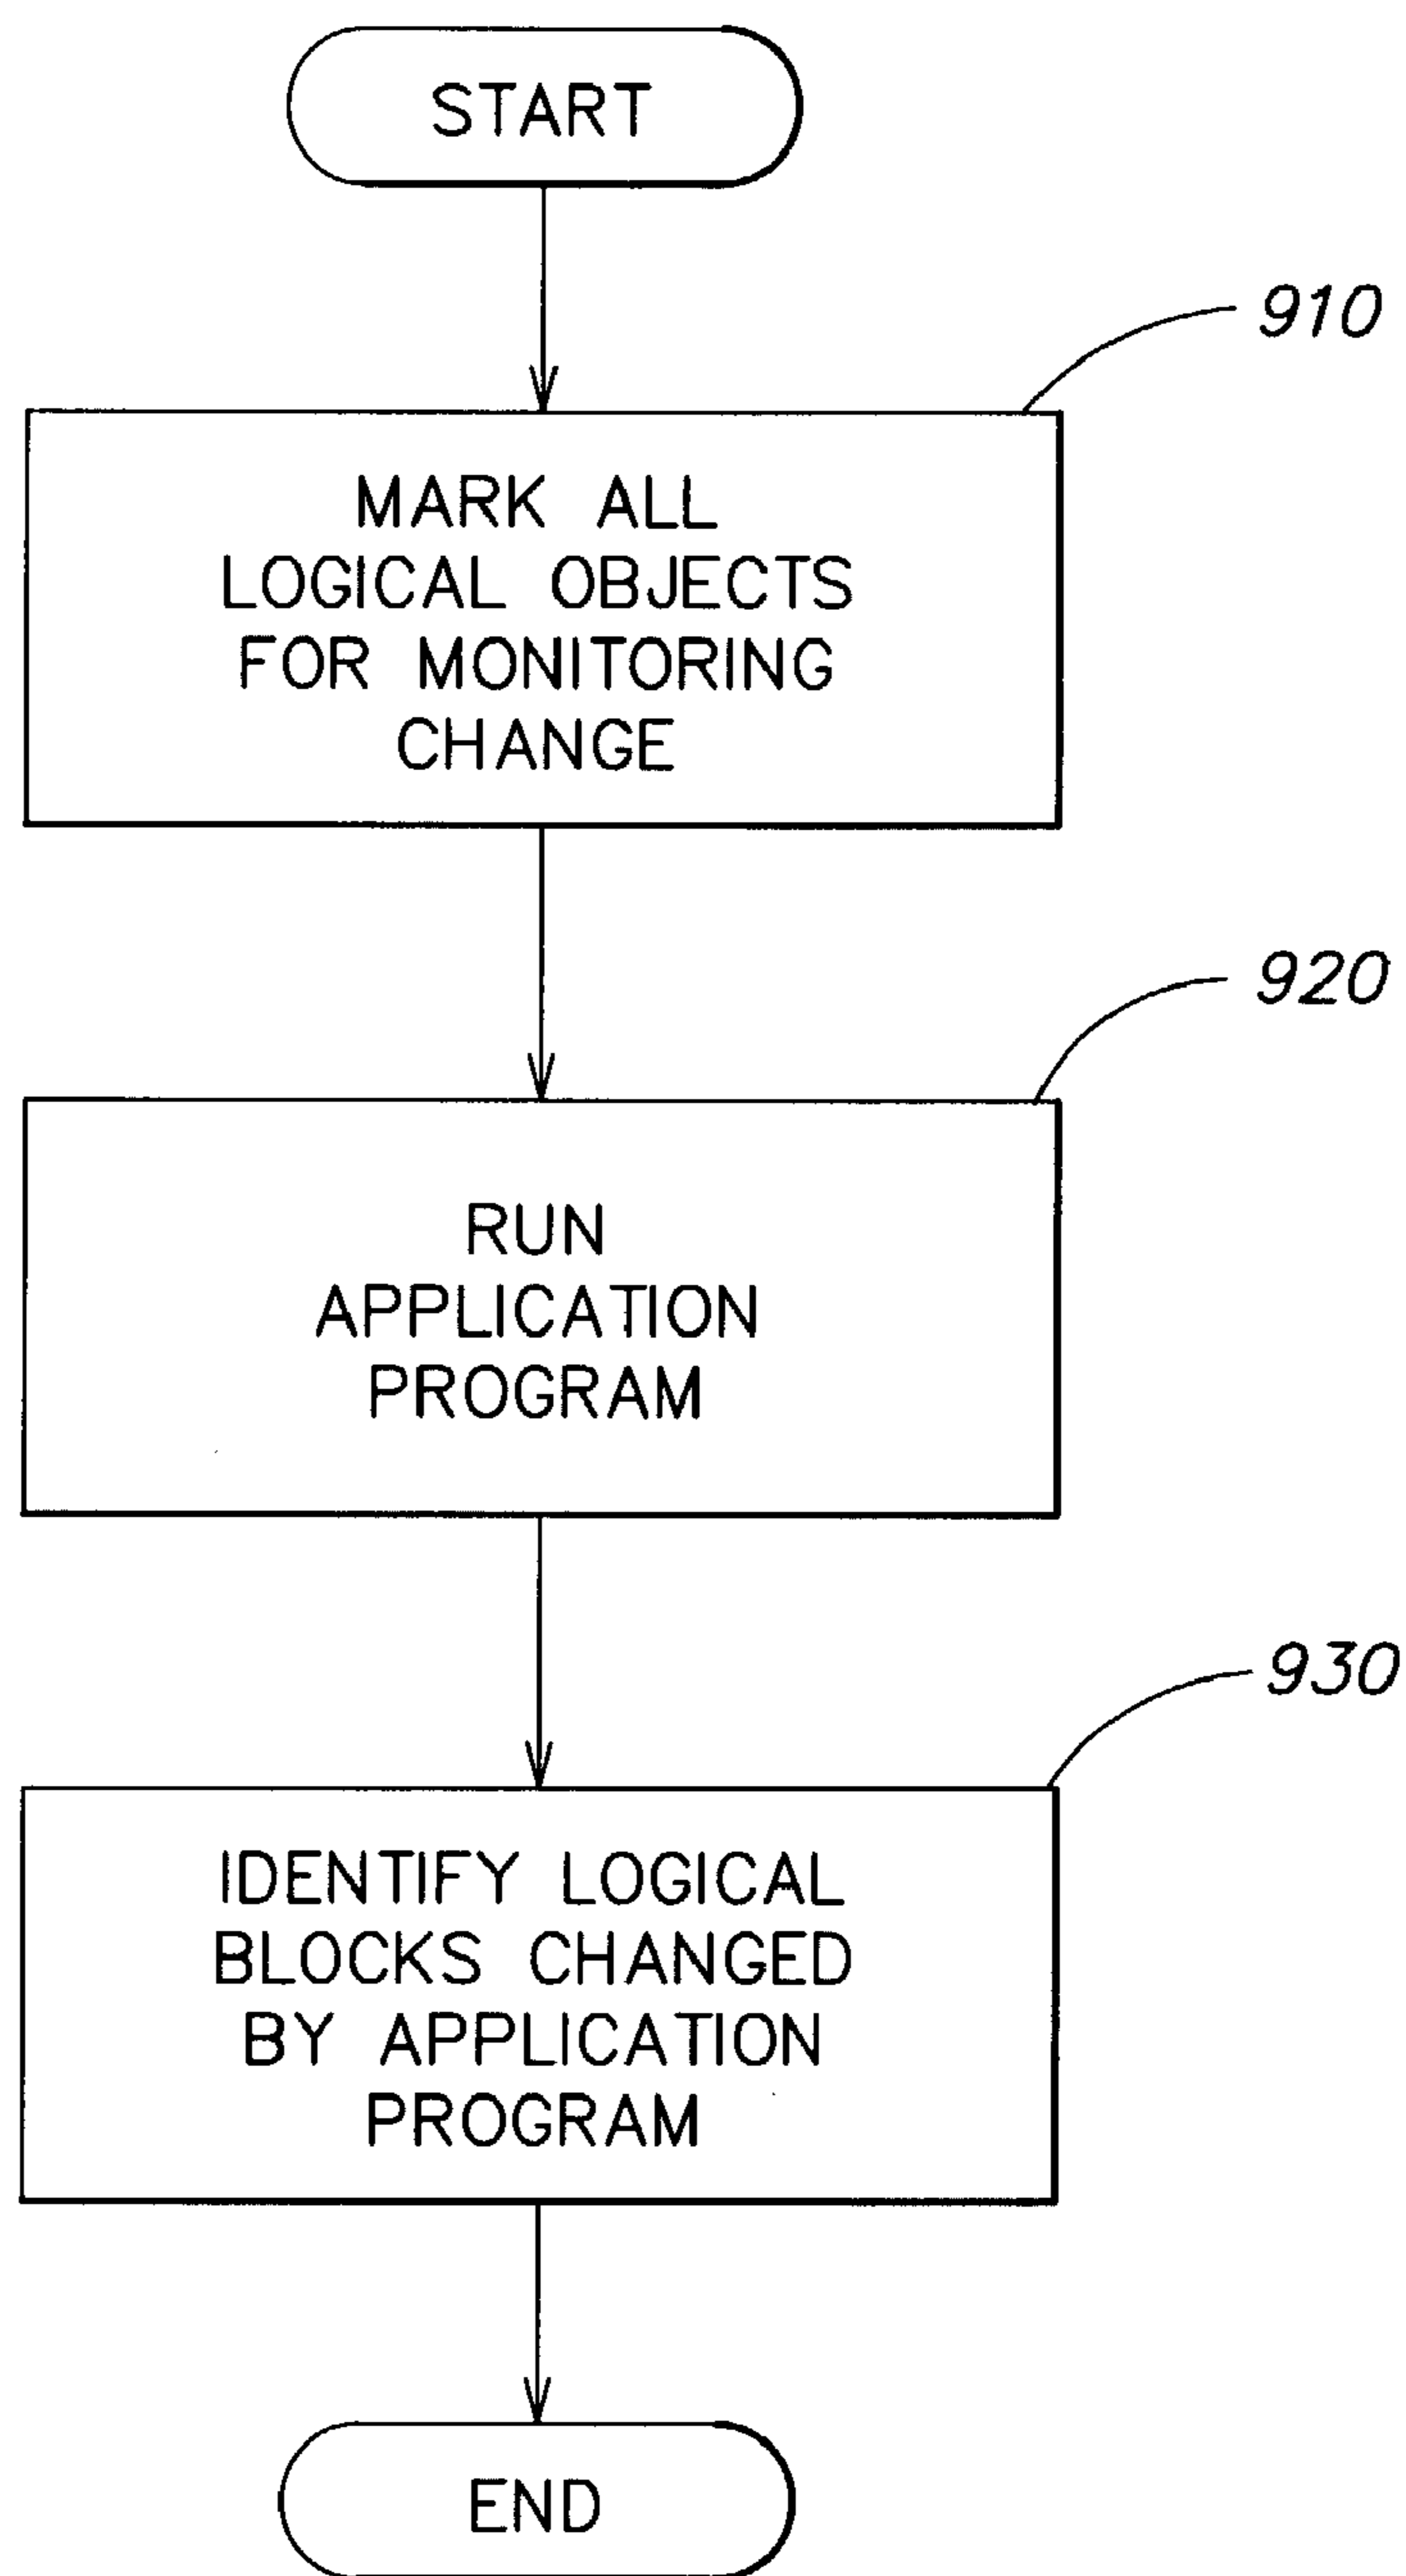 START
910
MARK ALL
LOGICAL OBJECTS
FOR MONITORING
CHANGE
920
RUN
APPLICATION
PROGRAM
930
IDENTIFY LOGICAL
BLOCKS CHANGED
BY APPLICATION
PROGRAM
END